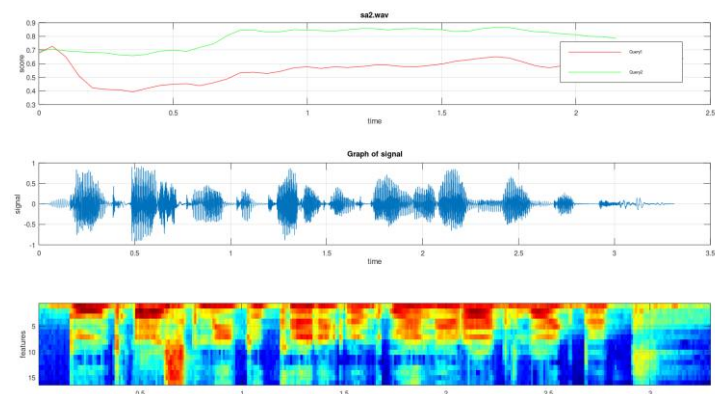 sa2.wav
0.9
0.8
0.7
0.6
0.5
0.4
0.3
score
0 0.5 1 1.5 2 2.5
time
Query1
Query2
Graph of signal
1
0.5
0
-0.5
-1
signal
0 0.5 1 1.5 2 2.5 3 3.5
time
5
10
15
features
0.5 1 1.5 2 2.5 3